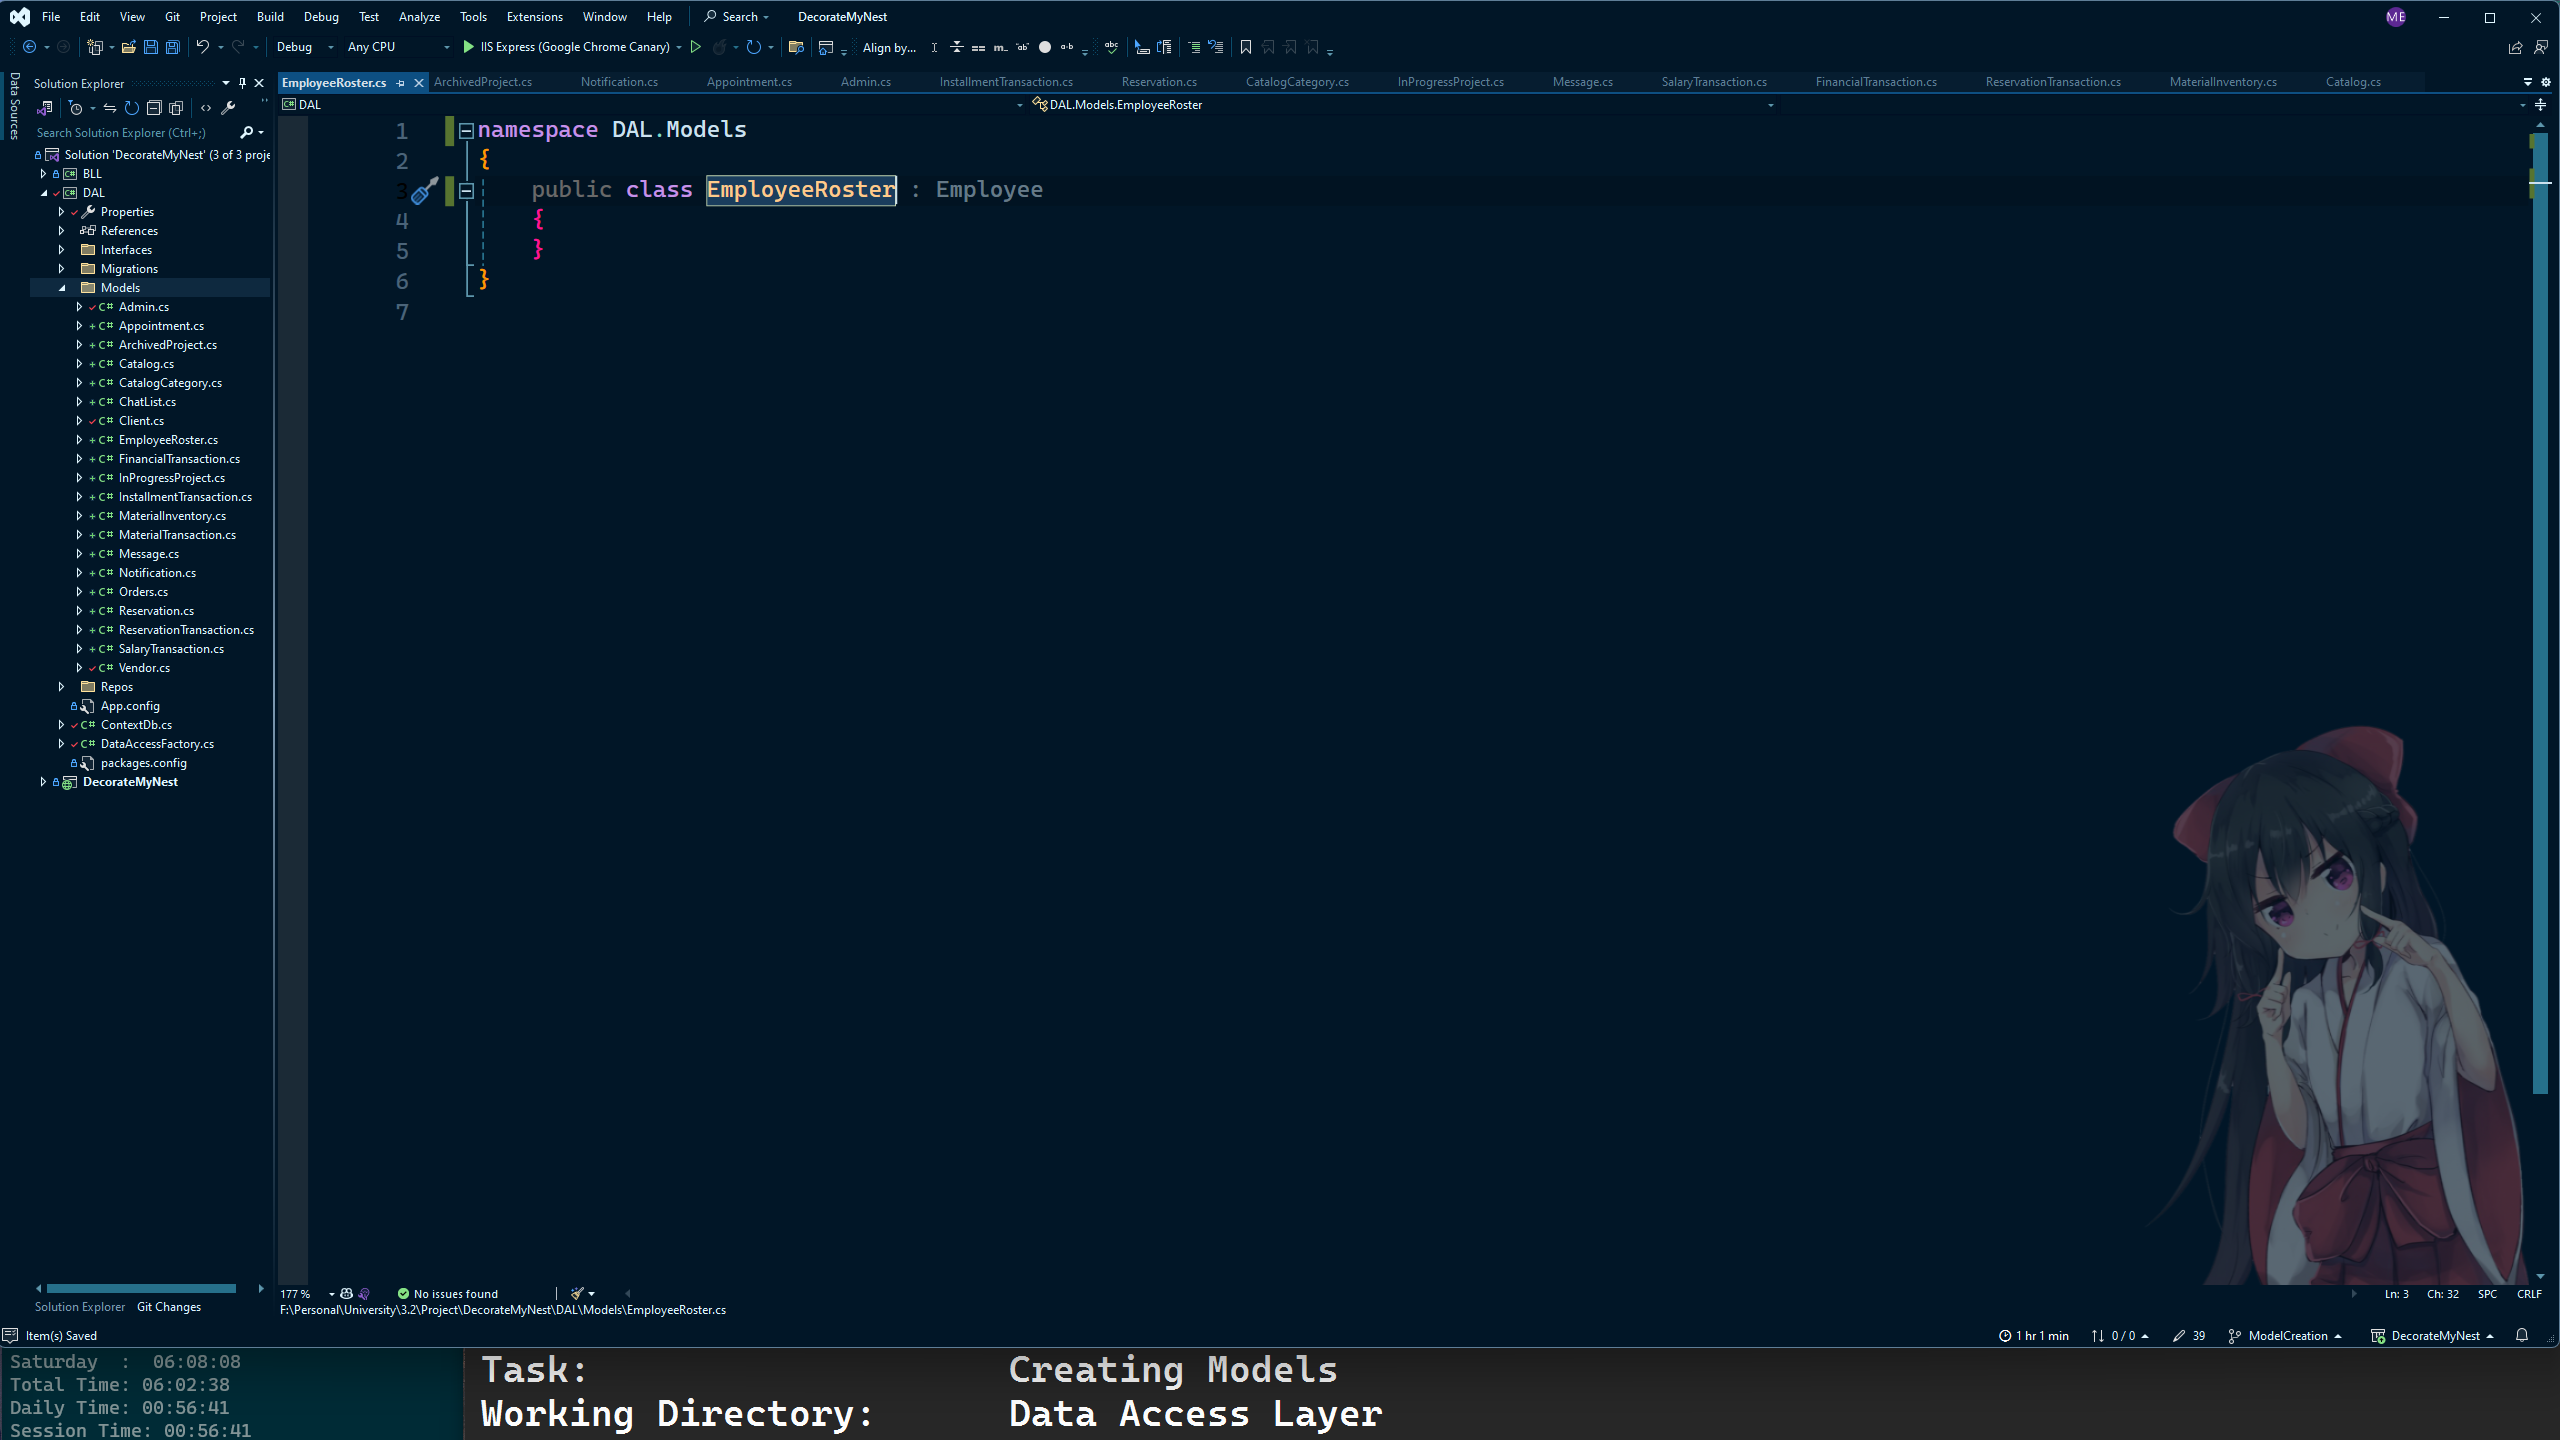 File Edit View Git Project Build Debug Test Analyze Tools Extensions Window Help Search DecorateMyNest ME
Debug Any CPU IIS Express (Google Chrome Canary) Align by...
Data Sources
Solution Explorer
Search Solution Explorer (Ctrl+;)
Solution 'DecorateMyNest' (3 of 3 proje
BLL
DAL
Properties
References
Interfaces
Migrations
Models
C# Admin.cs
C# Appointment.cs
C# ArchivedProject.cs
C# Catalog.cs
C# CatalogCategory.cs
C# ChatList.cs
C# Client.cs
C# EmployeeRoster.cs
C# FinancialTransaction.cs
C# InProgressProject.cs
C# InstallmentTransaction.cs
C# MaterialInventory.cs
C# MaterialTransaction.cs
C# Message.cs
C# Notification.cs
C# Orders.cs
C# Reservation.cs
C# ReservationTransaction.cs
C# SalaryTransaction.cs
C# Vendor.cs
Repos
App.config
C# ContextDb.cs
C# DataAccessFactory.cs
packages.config
DecorateMyNest
Solution Explorer Git Changes
EmployeeRoster.cs ArchivedProject.cs Notification.cs Appointment.cs Admin.cs InstallmentTransaction.cs Reservation.cs CatalogCategory.cs InProgressProject.cs Message.cs SalaryTransaction.cs FinancialTransaction.cs ReservationTransaction.cs MaterialInventory.cs Catalog.cs
DAL DAL.Models.EmployeeRoster
1 namespace DAL.Models
2 {
3 public class EmployeeRoster : Employee
4 {
5 }
6 }
7
177 % No issues found Ln: 3 Ch: 32 SPC CRLF
F:\Personal\University\3.2\Project\DecorateMyNest\DAL\Models\EmployeeRoster.cs
Item(s) Saved 1 hr 1 min 0 / 0 39 ModelCreation DecorateMyNest
Saturday : 06:08:08
Total Time: 06:02:38
Daily Time: 00:56:41
Session Time: 00:56:41
Task: Creating Models
Working Directory: Data Access Layer